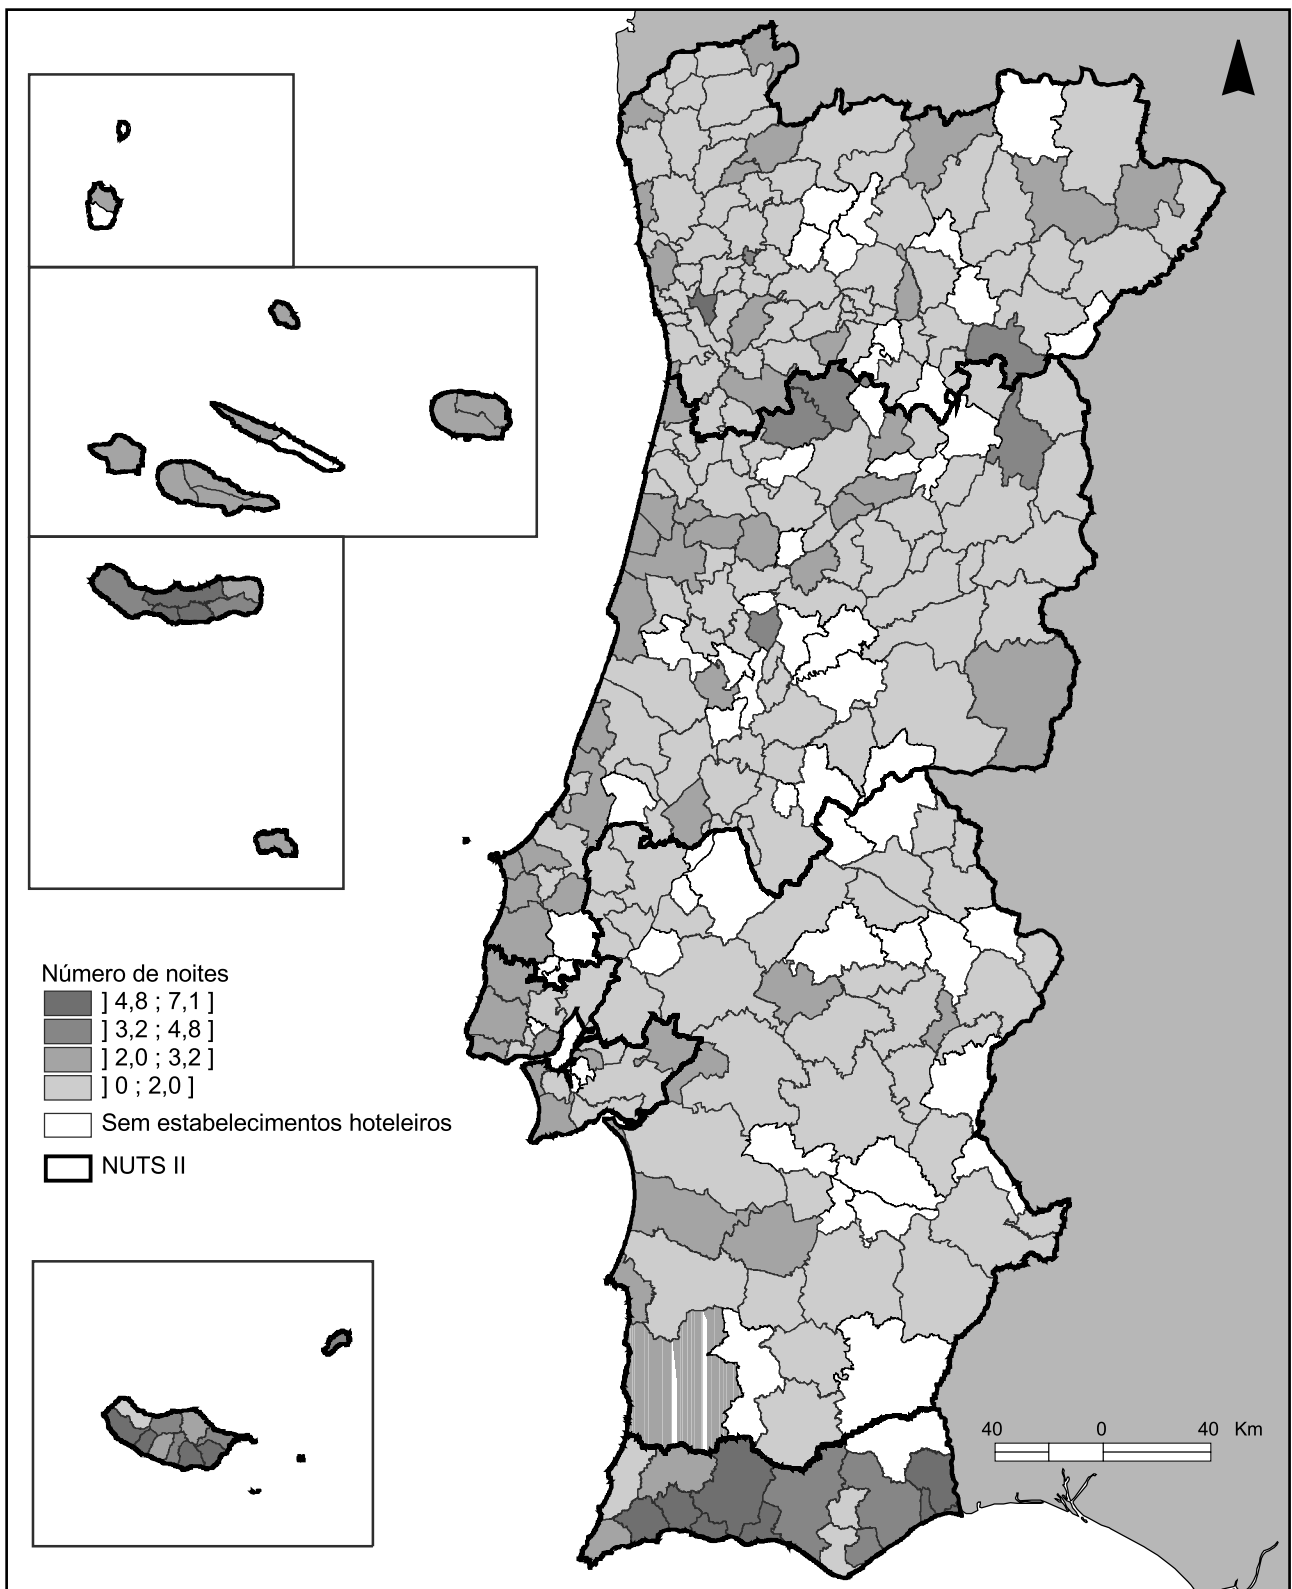 Número de noites
] 4,8 ; 7,1 ]
] 3,2 ; 4,8 ]
] 2,0 ; 3,2 ]
] 0 ; 2,0 ]
Sem estabelecimentos hoteleiros
NUTS II
40 0 40 Km